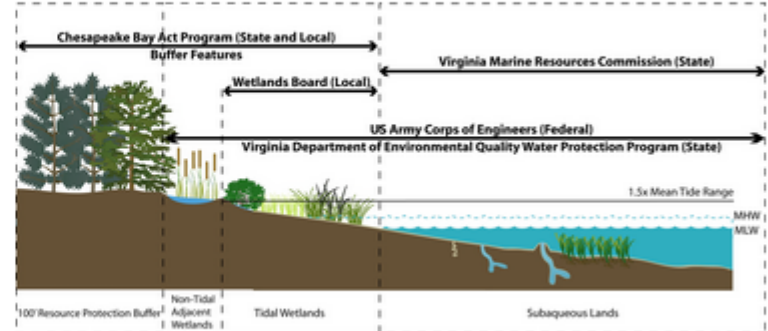 Chesapeake Bay Act Program (State and Local)
Buffer Features
Virginia Marine Resources Commission (State)
Wetlands Board (Local)
US Army Corps of Engineers (Federal)
Virginia Department of Environmental Quality Water Protection Program (State)
1.5x Mean Tide Range
MHW
MLW
100' Resource Protection Buffer
Non-Tidal
Adjacent
Wetlands
Tidal Wetlands
Subaqueous Lands